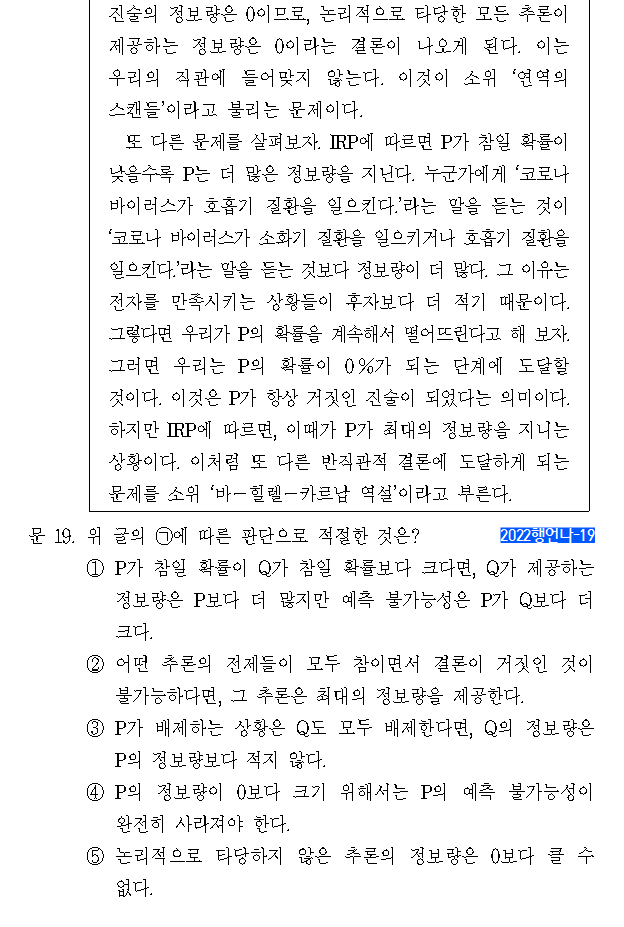 진술의 정보량은 0이므로, 논리적으로 타당한 모든 추론이
제공하는 정보량은 0이라는 결론이 나오게 된다. 이는
우리의 직관에 들어맞지 않는다. 이것이 소위 ‘연역의
스캔들’이라고 불리는 문제이다.
또 다른 문제를 살펴보자. IRP에 따르면 P가 참일 확률이
낮을수록 P는 더 많은 정보량을 지닌다. 누군가에게 ‘코로나
바이러스가 호흡기 질환을 일으킨다.’라는 말을 듣는 것이
‘코로나 바이러스가 소화기 질환을 일으키거나 호흡기 질환을
일으킨다.’라는 말을 듣는 것보다 정보량이 더 많다. 그 이유는
전자를 만족시키는 상황들이 후자보다 더 적기 때문이다.
그렇다면 우리가 P의 확률을 계속해서 떨어뜨린다고 해 보자.
그러면 우리는 P의 확률이 0%가 되는 단계에 도달할
것이다. 이것은 P가 항상 거짓인 진술이 되었다는 의미이다.
하지만 IRP에 따르면, 이때가 P가 최대의 정보량을 지니는
상황이다. 이처럼 또 다른 반직관적 결론에 도달하게 되는
문제를 소위 ‘바-힐렐-카르납 역설’이라고 부른다.
문 19. 위 글의 ㉠에 따른 판단으로 적절한 것은? 2022행언나-19
① P가 참일 확률이 Q가 참일 확률보다 크다면, Q가 제공하는
정보량은 P보다 더 많지만 예측 불가능성은 P가 Q보다 더
크다.
② 어떤 추론의 전제들이 모두 참이면서 결론이 거짓인 것이
불가능하다면, 그 추론은 최대의 정보량을 제공한다.
③ P가 배제하는 상황은 Q도 모두 배제한다면, Q의 정보량은
P의 정보량보다 적지 않다.
④ P의 정보량이 0보다 크기 위해서는 P의 예측 불가능성이
완전히 사라져야 한다.
⑤ 논리적으로 타당하지 않은 추론의 정보량은 0보다 클 수
없다.